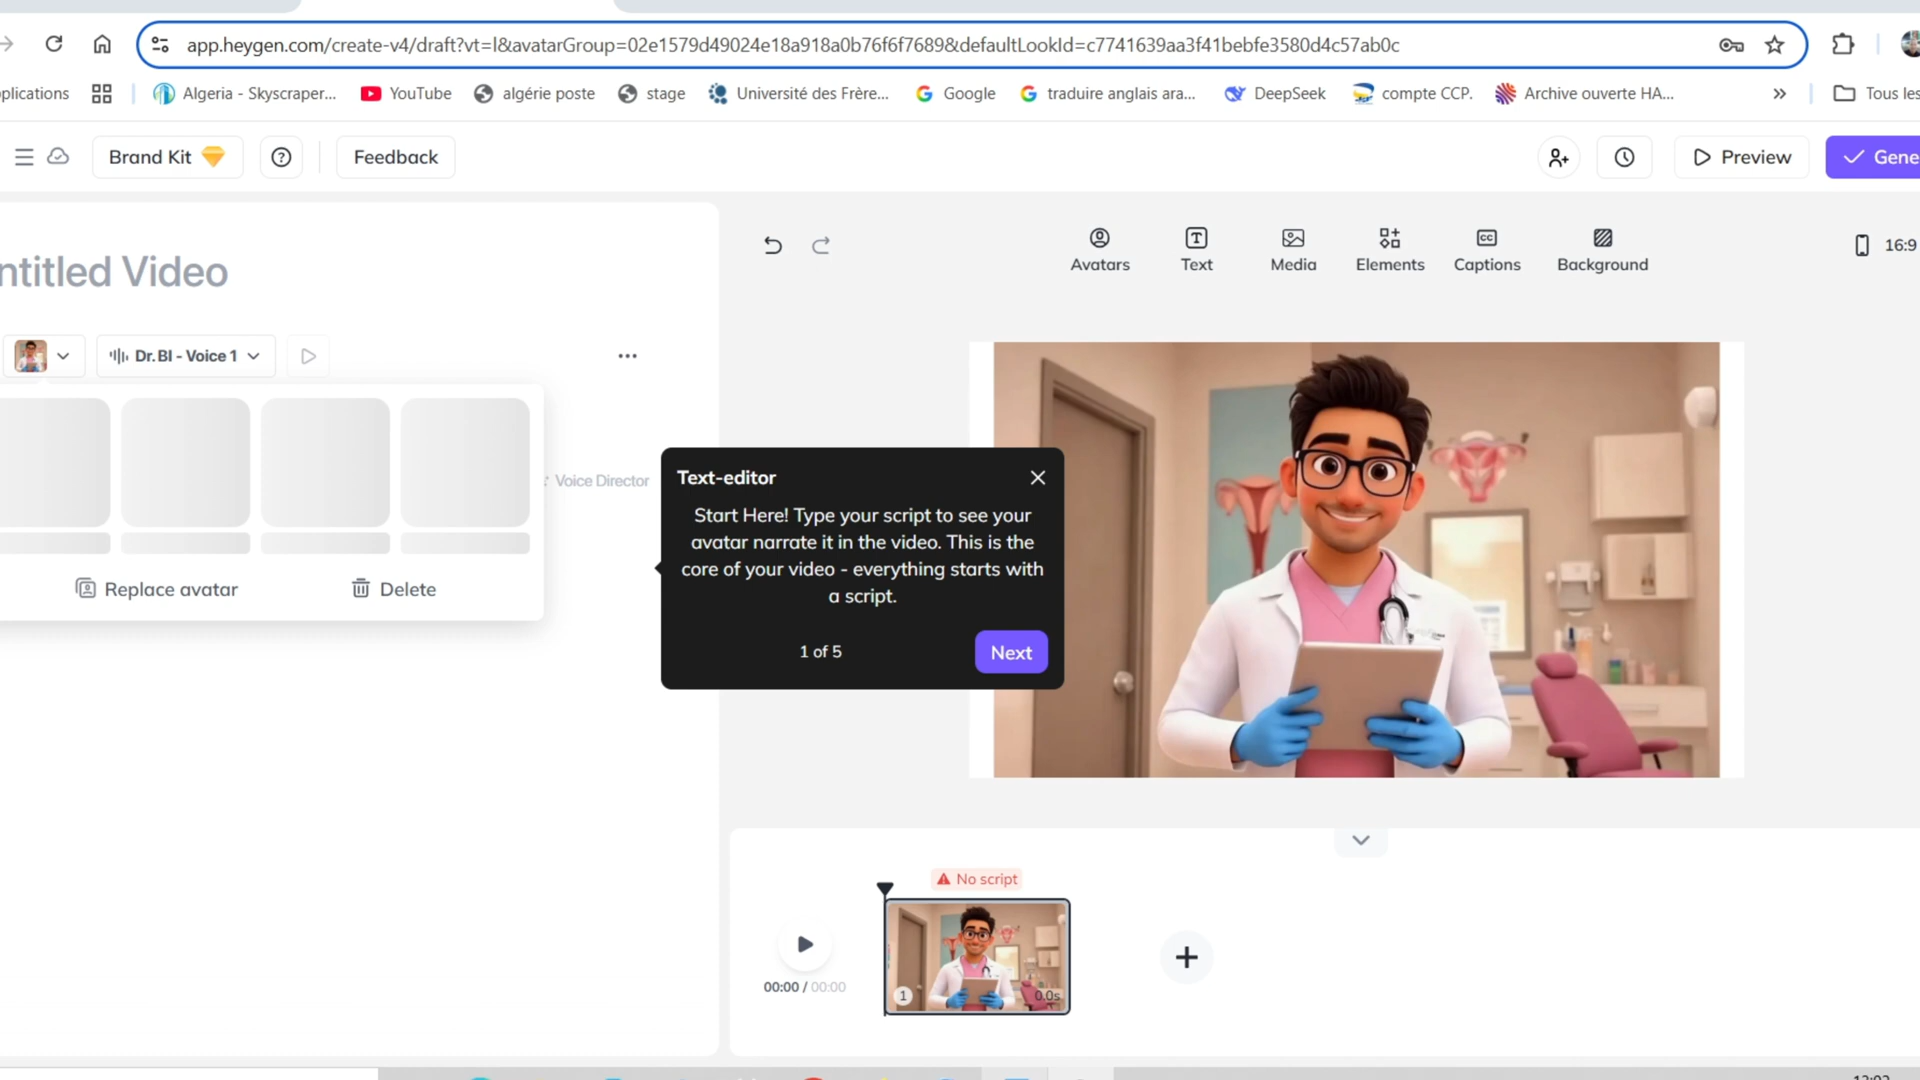 app.heygen.com/create-v4/draft?vt=l&avatarGroup=02e1579d49024e18a918a0b76f6f7689&defaultLookId=c7741639aa3f41bebfe3580d4c57ab0c
plications Algeria - Skyscraper... YouTube algérie poste stage Université des Frère... Google traduire anglais ara... DeepSeek compte CCP. Archive ouverte HA... » Tous les
Brand Kit Feedback Preview Gene
ntitled Video
Avatars Text Media Elements Captions Background 16:9
Dr.BI - Voice 1
Voice Director
Replace avatar Delete
Text-editor
Start Here! Type your script to see your
avatar narrate it in the video. This is the
core of your video - everything starts with
a script.
1 of 5 Next
No script
1 0.0s
00:00 / 00:00